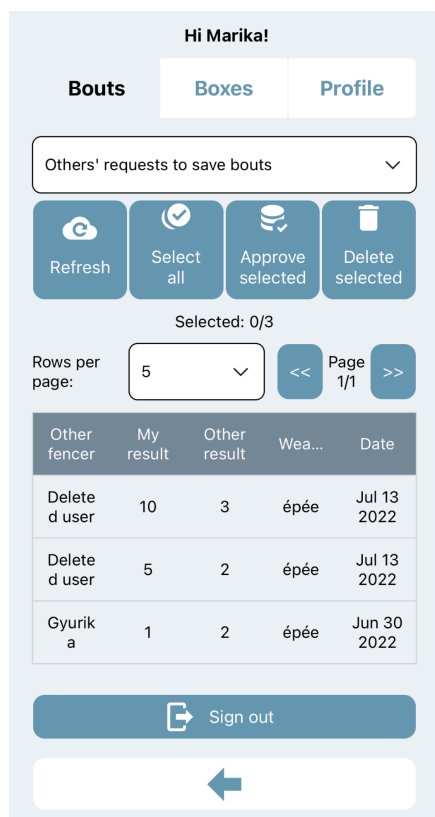 Hi Marika!
Bouts Boxes Profile
Others' requests to save bouts
Refresh
Select
all
Approve
selected
Delete
selected
Selected: 0/3
Rows per
page:
5
<<
Page
1/1
>>
Other
fencer
My
result
Other
result
Wea...
Date
Delete
d user
10
3
épée
Jul 13
2022
Delete
d user
5
2
épée
Jul 13
2022
Gyurik
a
1
2
épée
Jun 30
2022
Sign out